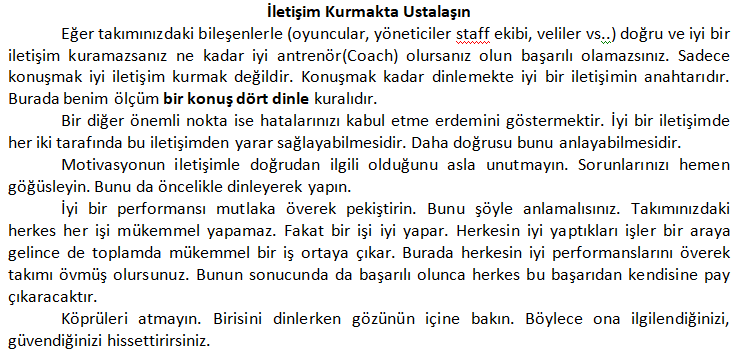 İletişim Kurmakta Ustalaşın
Eğer takımınızdaki bileşenlerle (oyuncular, yöneticiler staff ekibi, veliler vs..) doğru ve iyi bir
iletişim kuramazsanız ne kadar iyi antrenör(Coach) olursanız olun başarılı olamazsınız. Sadece
konuşmak iyi iletişim kurmak değildir. Konuşmak kadar dinlemekte iyi bir iletişimin anahtarıdır.
Burada benim ölçüm bir konuş dört dinle kuralıdır.
Bir diğer önemli nokta ise hatalarınızı kabul etme erdemini göstermektir. İyi bir iletişimde
her iki tarafında bu iletişimden yarar sağlayabilmesidir. Daha doğrusu bunu anlayabilmesidir.
Motivasyonun iletişimle doğrudan ilgili olduğunu asla unutmayın. Sorunlarınızı hemen
göğüsleyin. Bunu da öncelikle dinleyerek yapın.
İyi bir performansı mutlaka överek pekiştirin. Bunu şöyle anlamalısınız. Takımınızdaki
herkes her işi mükemmel yapamaz. Fakat bir işi iyi yapar. Herkesin iyi yaptıkları işler bir araya
gelince de toplamda mükemmel bir iş ortaya çıkar. Burada herkesin iyi performanslarını överek
takımı övmüş olursunuz. Bunun sonucunda da başarılı olunca herkes bu başarıdan kendisine pay
çıkaracaktır.
Köprüleri atmayın. Birisini dinlerken gözünün içine bakın. Böylece ona ilgilendiğinizi,
güvendiğinizi hissettirirsiniz.